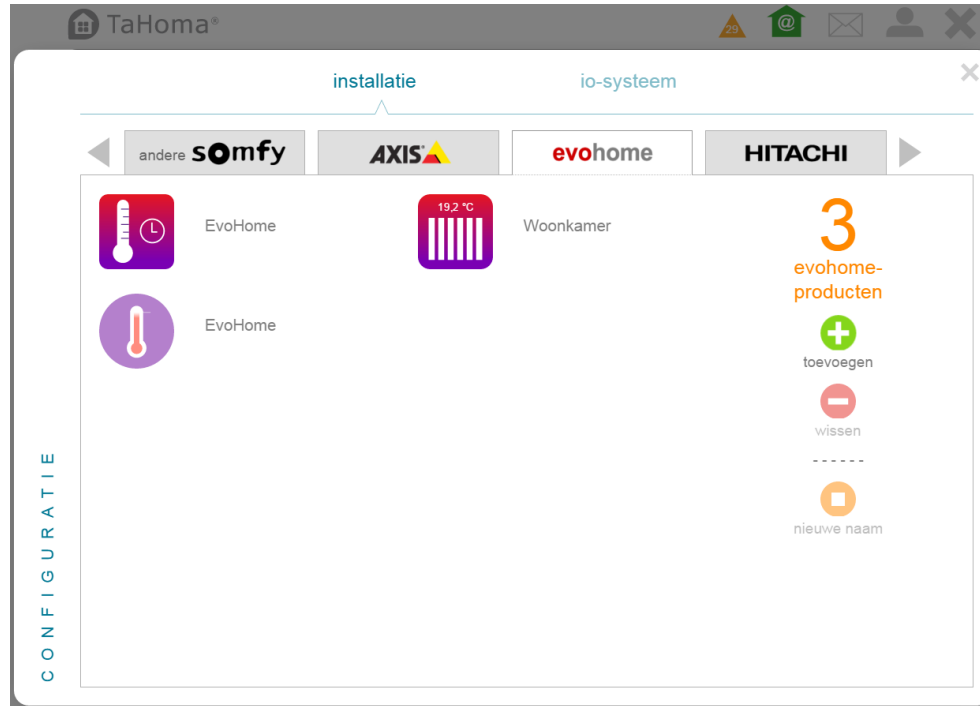 TaHoma®
29
@
installatie
io-systeem
andere somfy
AXIS
evohome
HITACHI
EvoHome
19,2 °C
Woonkamer
3
evohome-
producten
EvoHome
toevoegen
wissen
------
nieuwe naam
CONFIGURATIE